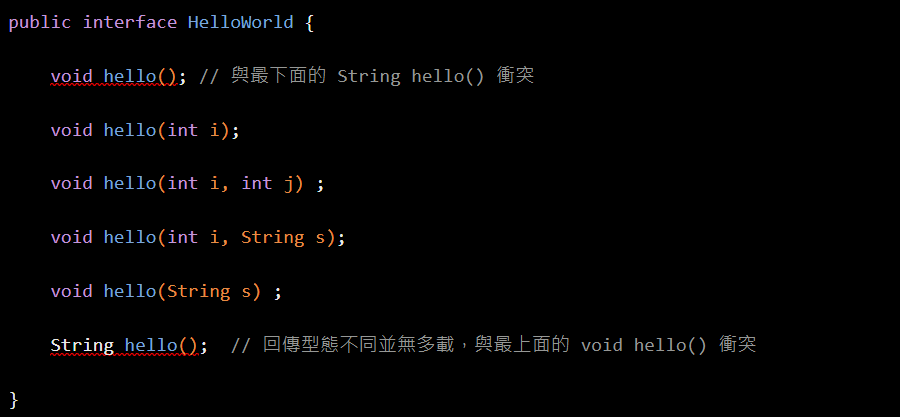 public interface HelloWorld {
void hello(); // 與最下面的 String hello() 衝突
void hello(int i);
void hello(int i, int j) ;
void hello(int i, String s);
void hello(String s) ;
String hello();  // 回傳型態不同並無多載，與最上面的 void hello() 衝突
}